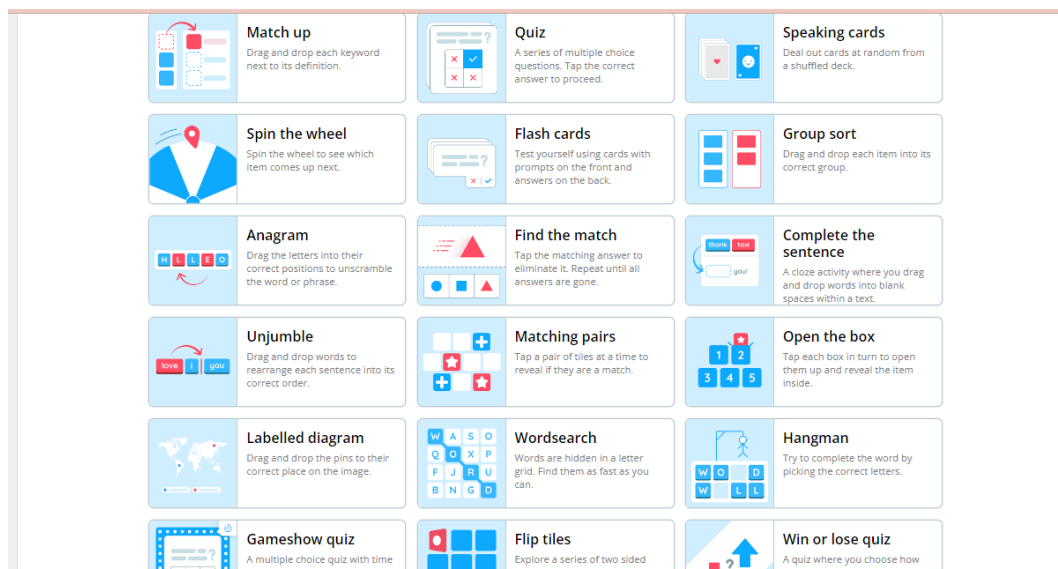 Match up
Drag and drop each keyword
next to its definition.
Quiz
A series of multiple choice
questions. Tap the correct
answer to proceed.
Speaking cards
Deal out cards at random from
a shuffled deck.
Spin the wheel
Spin the wheel to see which
item comes up next.
?
Flash cards
Test yourself using cards with
prompts on the front and
answers on the back.
Group sort
Drag and drop each item into its
correct group.
H L L E O
Anagram
Drag the letters into their
correct positions to unscramble
the word or phrase.
Find the match
Tap the matching answer to
eliminate it. Repeat until all
answers are gone.
thank taxi
you!
Complete the
sentence
A cloze activity where you drag
and drop words into blank
spaces within a text.
love I you
Unjumble
Drag and drop words to
rearrange each sentence into its
correct order.
Matching pairs
Tap a pair of tiles at a time to
reveal if they are a match.
1 2
3 4 5
Open the box
Tap each box in turn to open
them up and reveal the item
inside.
Labelled diagram
Drag and drop the pins to their
correct place on the image.
W A S O
Q O X P
F J R U
B N G D
Wordsearch
Words are hidden in a letter
grid. Find them as fast as you
can.
W O D
W L L
Hangman
Try to complete the word by
picking the correct letters.
?
Gameshow quiz
A multiple choice quiz with time
Flip tiles
Explore a series of two sided
?
Win or lose quiz
A quiz where you choose how